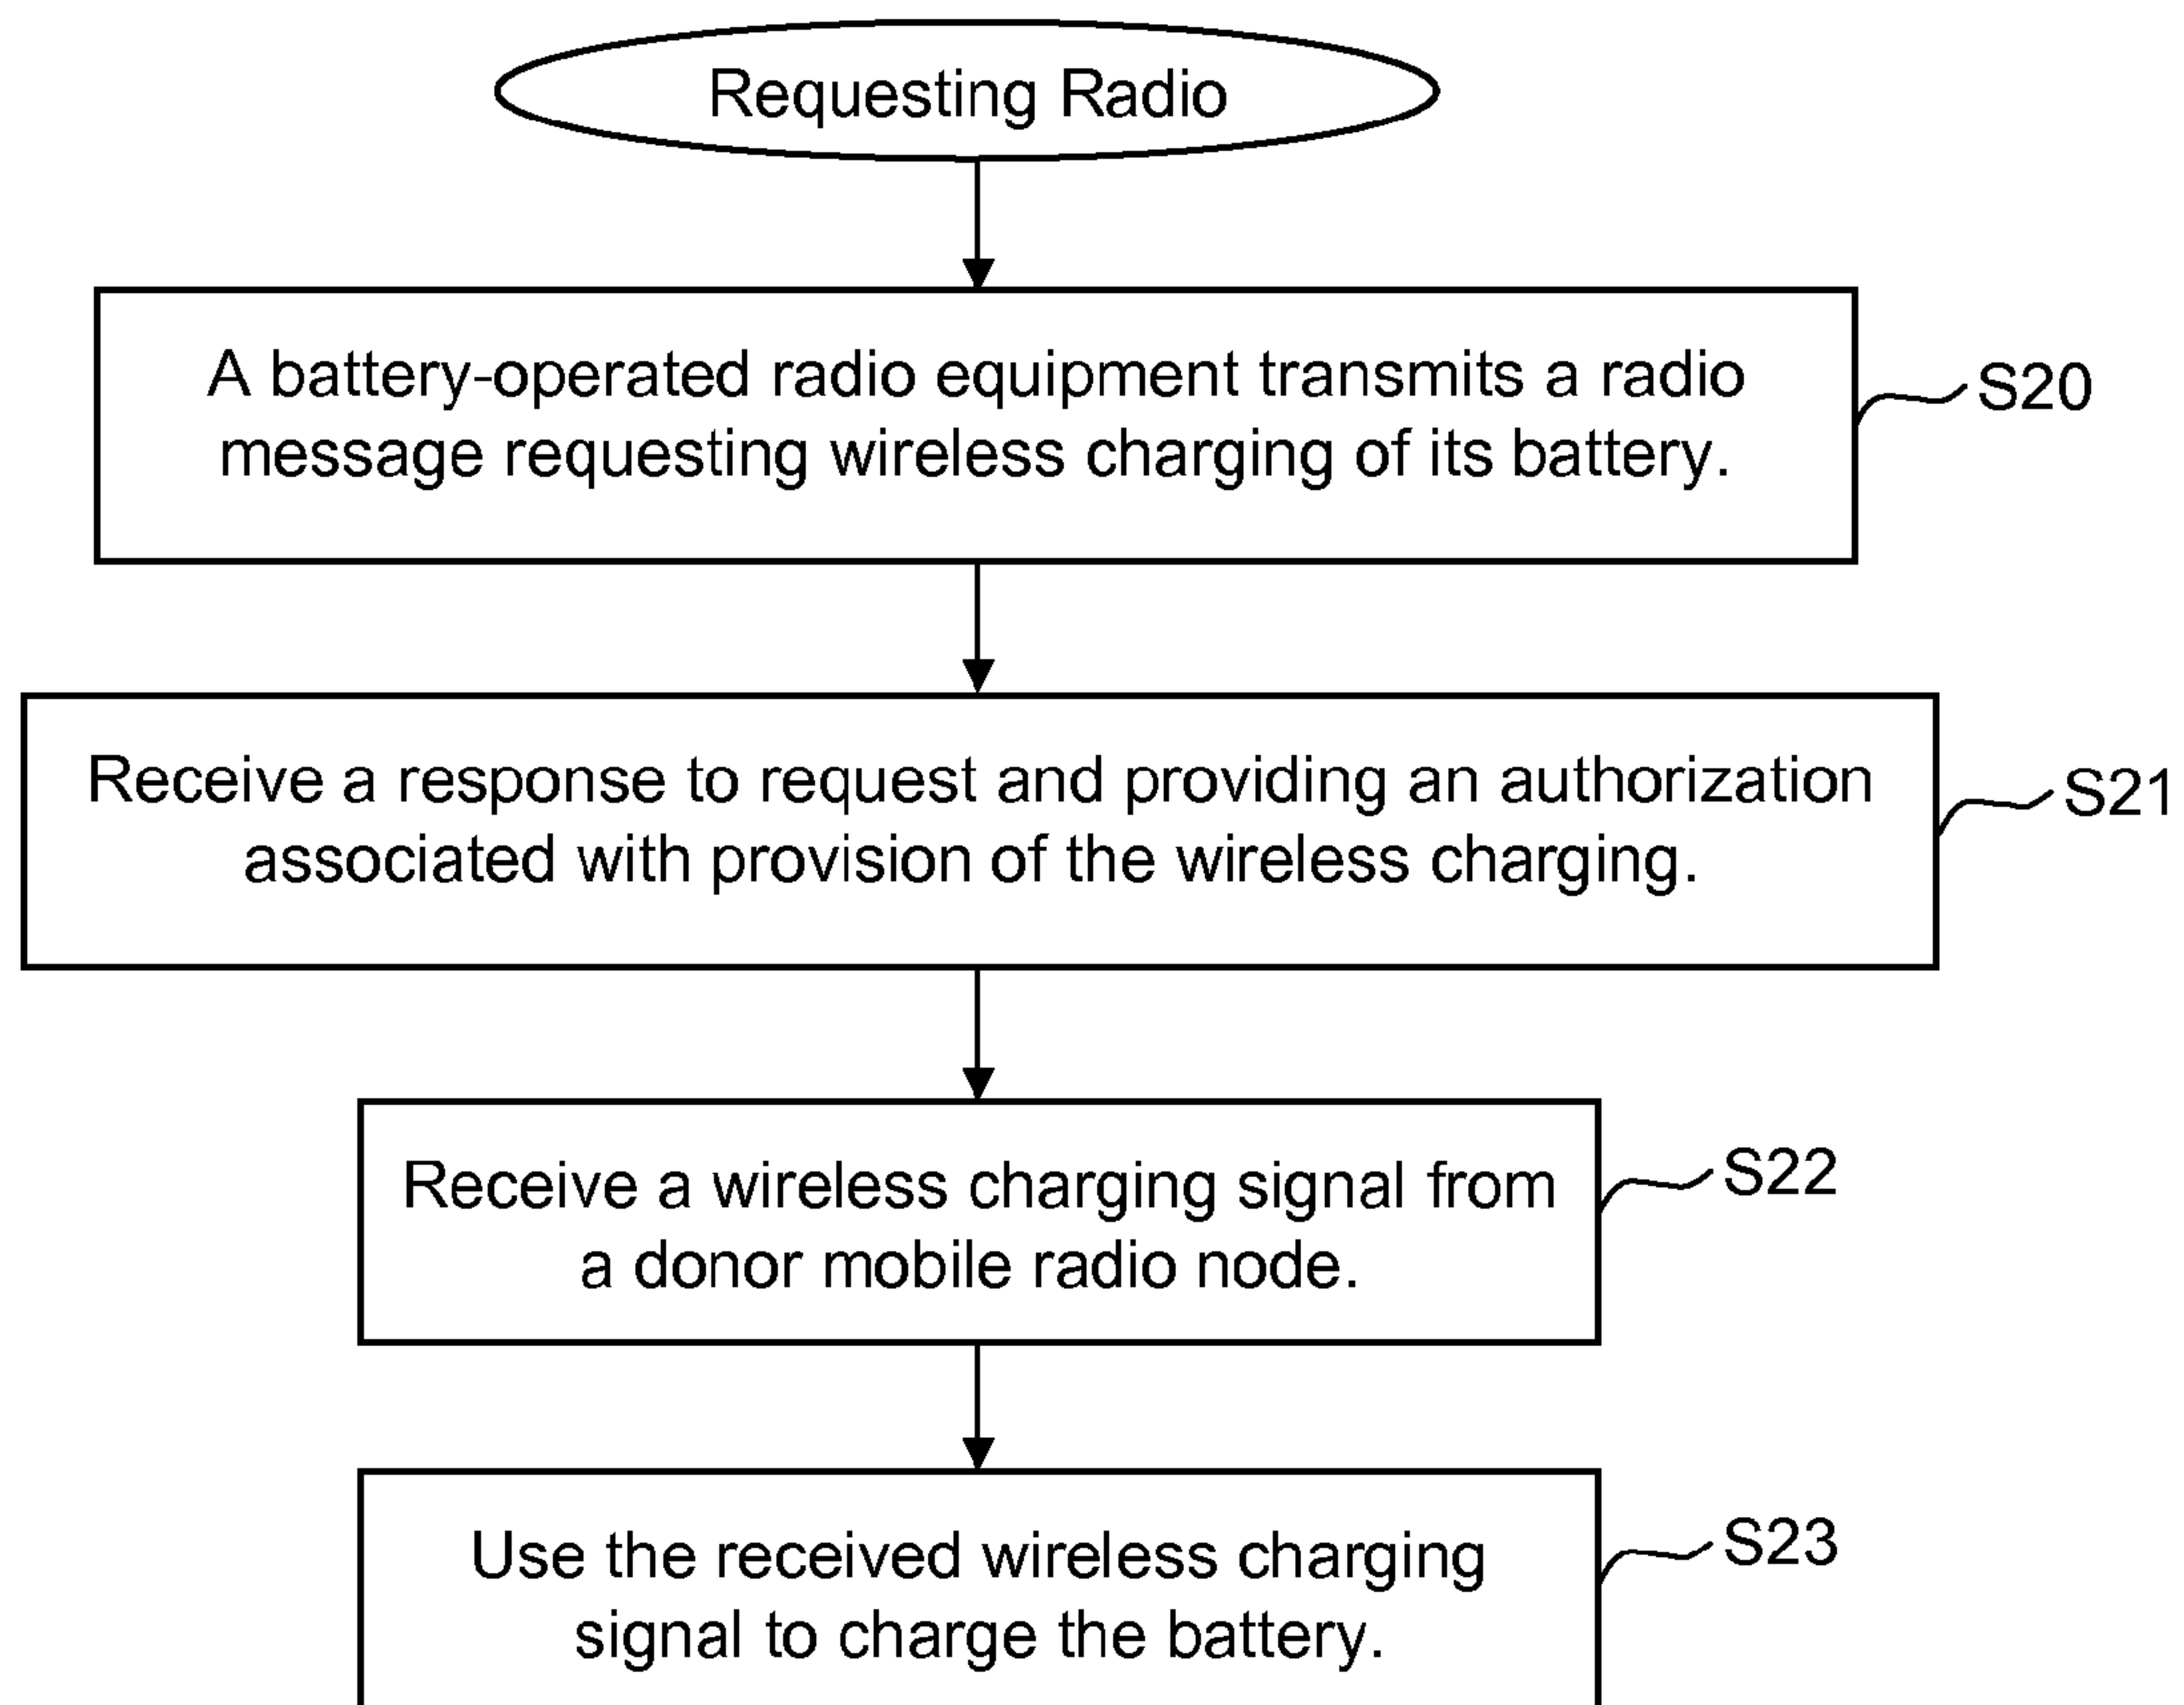 Requesting Radio
A battery-operated radio equipment transmits a radio
message requesting wireless charging of its battery.
S20
Receive a response to request and providing an authorization
associated with provision of the wireless charging.
S21
Receive a wireless charging signal from
a donor mobile radio node.
S22
Use the received wireless charging
signal to charge the battery.
S23